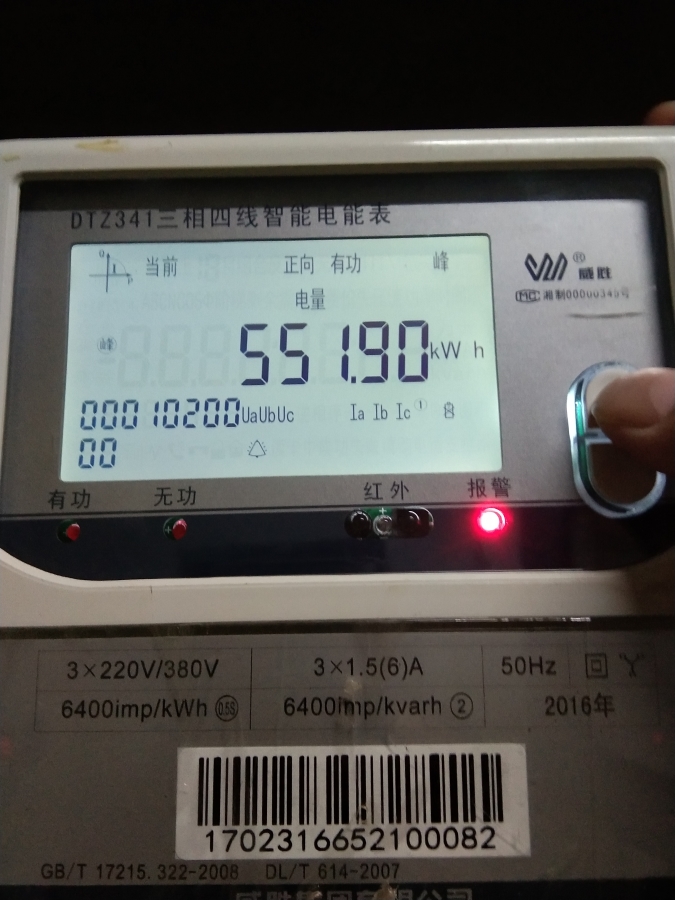 DTZ341三相四线智能电能表
当前 正向 有功 峰
电量
威胜®
MC 湘制00000345号
峰 551.90 kW h
00010200 UaUbUc Ia Ib Ic ①
00
有功 无功 红外 报警
3×220V/380V 3×1.5(6)A 50Hz
6400imp/kWh 0.5S 6400imp/kvarh ② 2016年
1702316652100082
GB/T 17215.322-2008 DL/T 614-2007